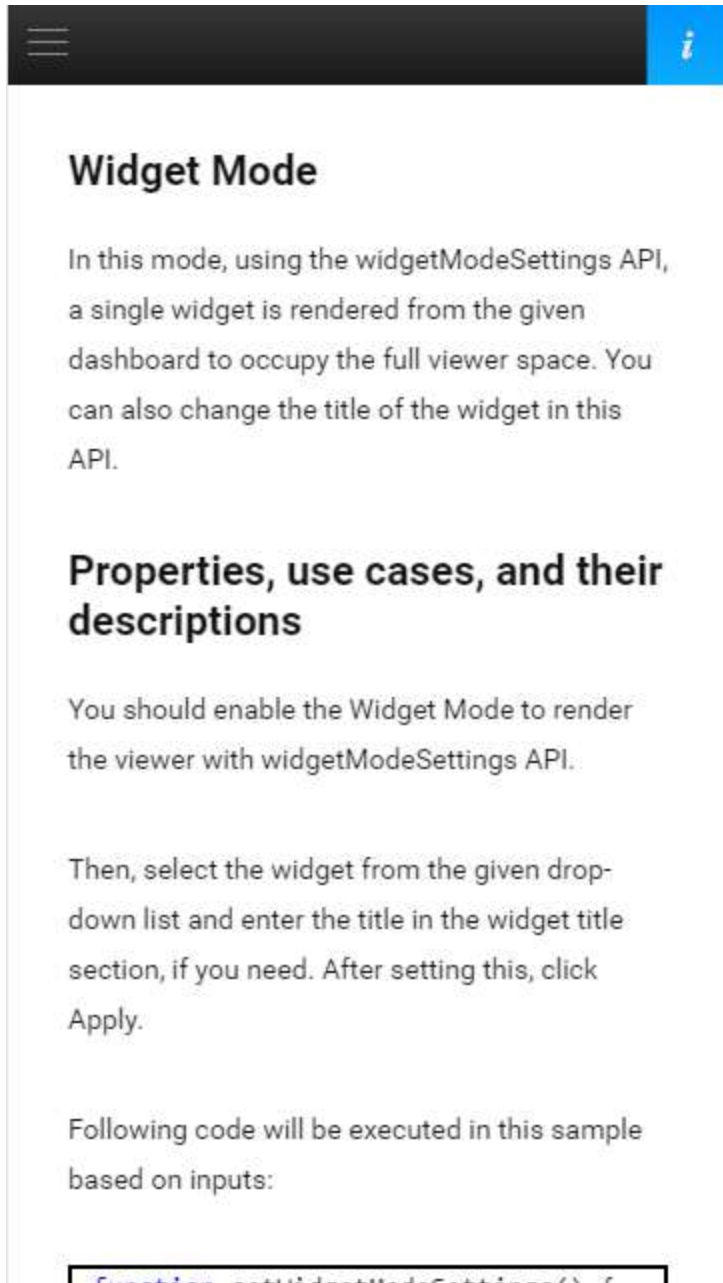 i
Widget Mode
In this mode, using the widgetModeSettings API,
a single widget is rendered from the given
dashboard to occupy the full viewer space. You
can also change the title of the widget in this
API.
Properties, use cases, and their
descriptions
You should enable the Widget Mode to render
the viewer with widgetModeSettings API.
Then, select the widget from the given drop-
down list and enter the title in the widget title
section, if you need. After setting this, click
Apply.
Following code will be executed in this sample
based on inputs:
function setWidgetModeSettings() {